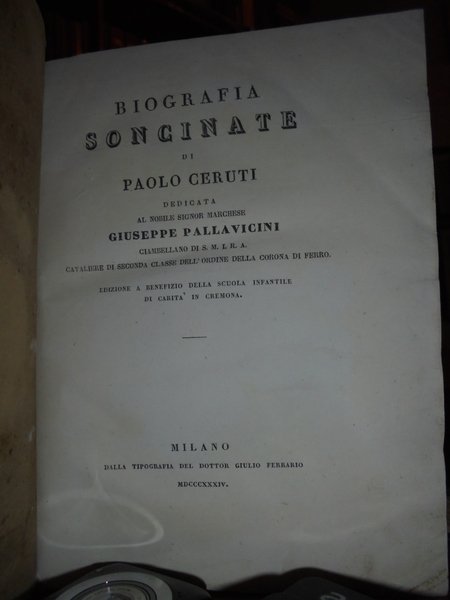 BIOGRAFIA
SONCINATE
DI
PAOLO CERUTI
DEDICATA
AL NOBILE SIGNOR MARCHESE
GIUSEPPE PALLAVICINI
CIAMBELLANO DI S. M. I. R. A.
CAVALIERE DI SECONDA CLASSE DELL'ORDINE DELLA CORONA DI FERRO.
EDIZIONE A BENEFIZIO DELLA SCUOLA INFANTILE
DI CARITA' IN CREMONA.
MILANO
DALLA TIPOGRAFIA DEL DOTTOR GIULIO FERRARIO
MDCCCXXXIV.